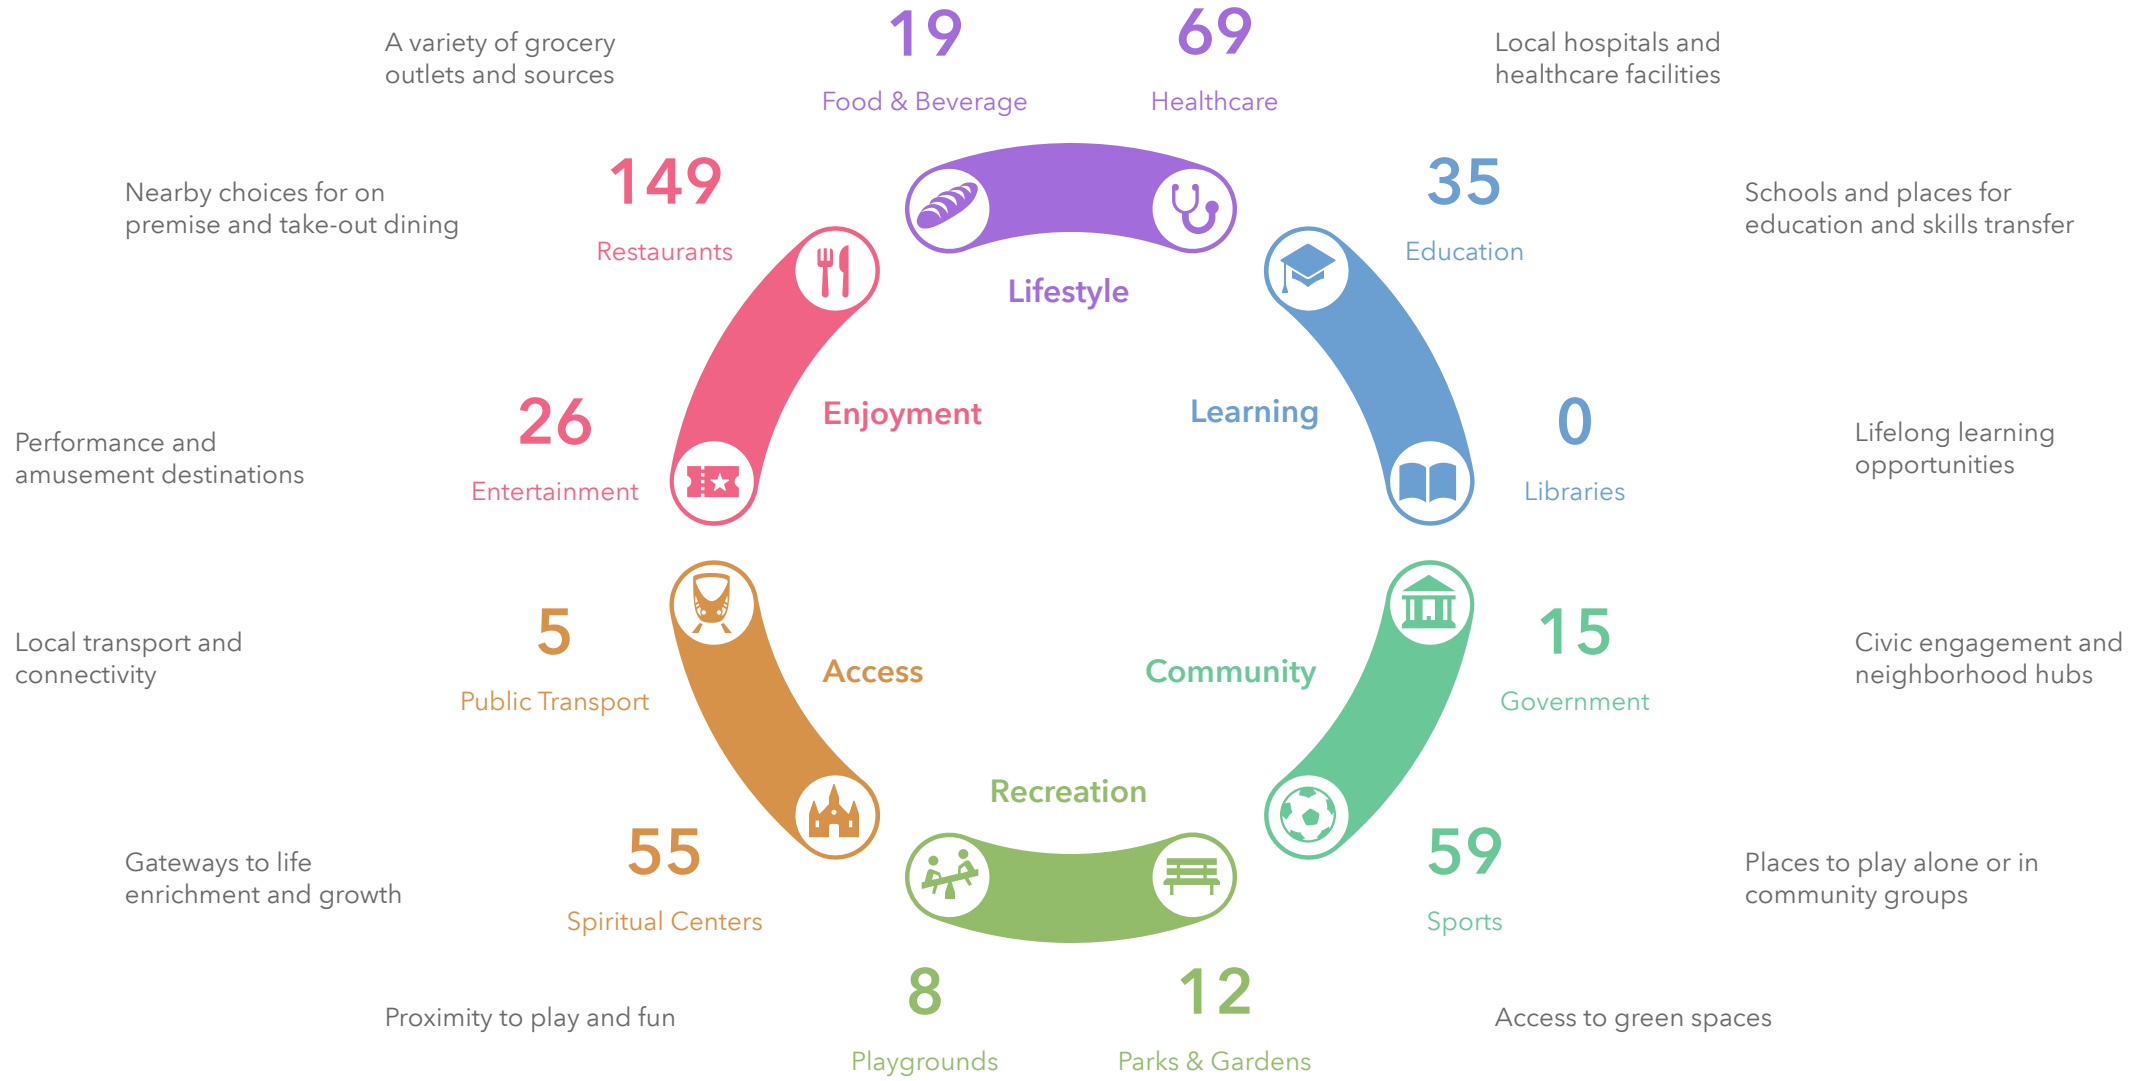 A variety of grocery
outlets and sources
19
Food & Beverage
69
Healthcare
Local hospitals and
healthcare facilities
Nearby choices for on
premise and take-out dining
149
Restaurants
35
Education
Schools and places for
education and skills transfer
Lifestyle
Performance and
amusement destinations
26
Entertainment
Enjoyment
Learning
0
Libraries
Lifelong learning
opportunities
Local transport and
connectivity
5
Public Transport
Access
Community
15
Government
Civic engagement and
neighborhood hubs
Recreation
Gateways to life
enrichment and growth
55
Spiritual Centers
59
Sports
Places to play alone or in
community groups
Proximity to play and fun
8
Playgrounds
12
Parks & Gardens
Access to green spaces